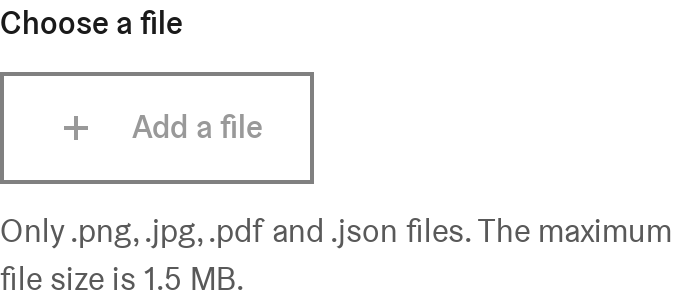 Choose a file
+ Add a file
Only .png, .jpg, .pdf and .json files. The maximum
file size is 1.5 MB.